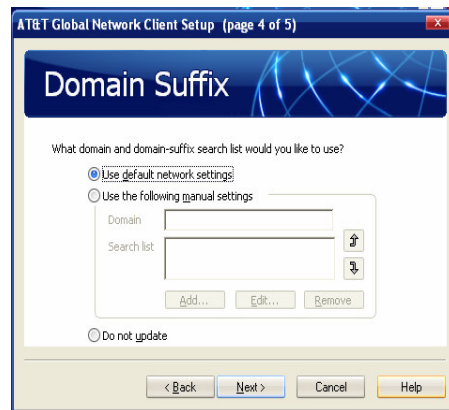 AT&T Global Network Client Setup (page 4 of 5)
Domain Suffix
What domain and domain-suffix search list would you like to use?
Use default network settings
Use the following manual settings
Domain
Search list
Add... Edit... Remove
Do not update
< Back Next > Cancel Help